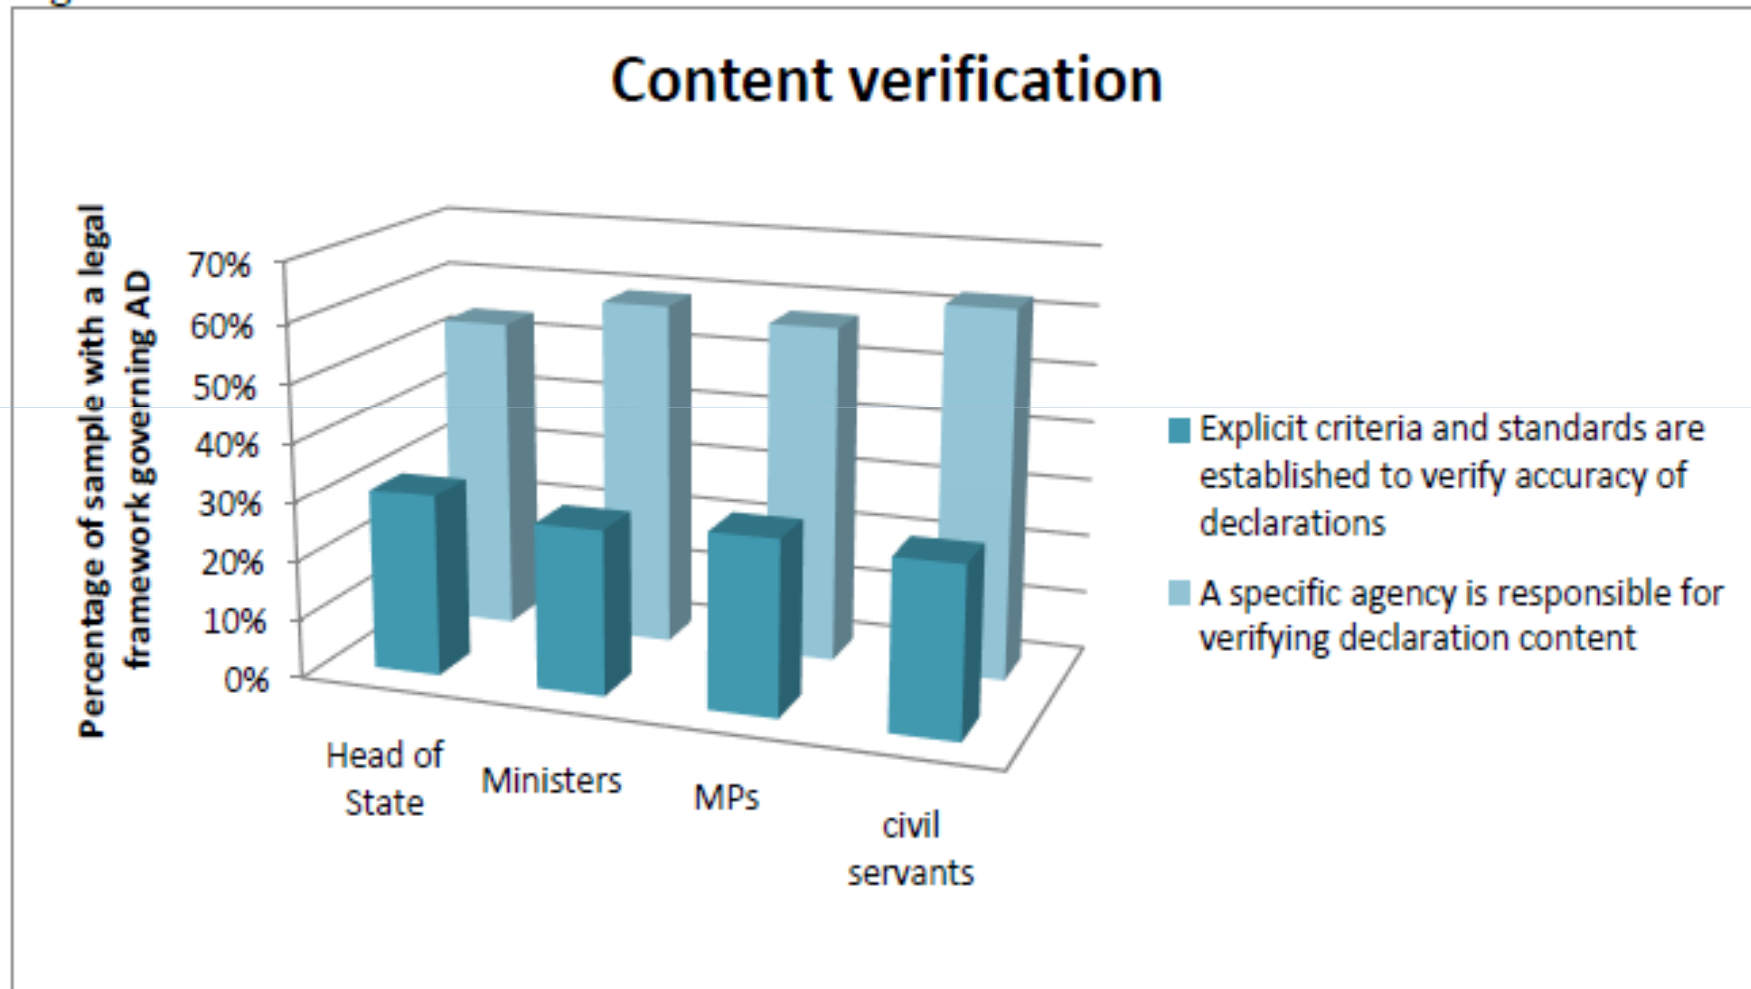 Content verification
Percentage of sample with a legal
framework governing AD
70%
60%
50%
40%
30%
20%
10%
0%
Head of
State
Ministers
MPs
civil
servants
Explicit criteria and standards are
established to verify accuracy of
declarations
A specific agency is responsible for
verifying declaration content